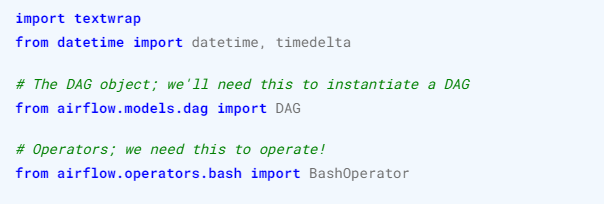 import textwrap
from datetime import datetime, timedelta
# The DAG object; we'll need this to instantiate a DAG
from airflow.models.dag import DAG
# Operators; we need this to operate!
from airflow.operators.bash import BashOperator